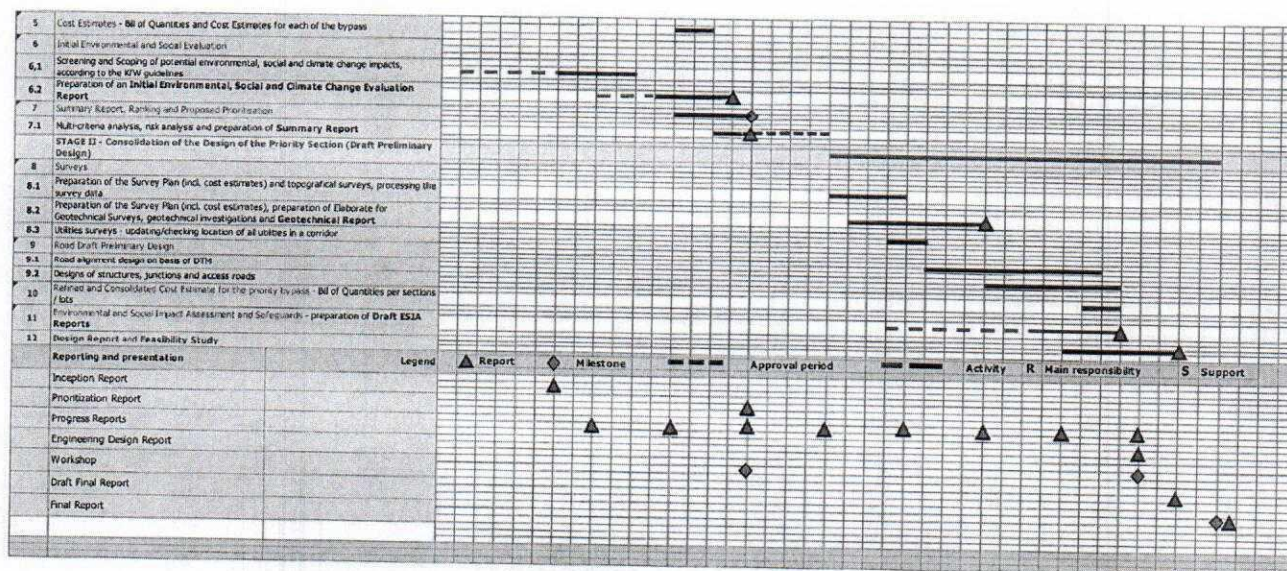 5 Cost Estimates - Bill of Quantities and Cost Estimates for each of the bypass
6 Initial Environmental and Social Evaluation
6,1 Screening and Scoping of potential environmental, social and climate change impacts,
according to the KfW guidelines
6.2 Preparation of an Initial Environmental, Social and Climate Change Evaluation
Report
7 Summary Report, Ranking and Proposed Prioritisation
7.1 Multi-criteria analysis, risk analysis and preparation of Summary Report
STAGE II - Consolidation of the Design of the Priority Section (Draft Preliminary
Design)
8 Surveys
8.1 Preparation of the Survey Plan (incl. cost estimates) and topografical surveys, processing the
survey data
8.2 Preparation of the Survey Plan (incl. cost estimates), preparation of Elaborate for
Geotechnical Surveys, geotechnical investigations and Geotechnical Report
8.3 Utilities surveys - updating/checking location of all utilities in a corridor
9 Road Draft Preliminary Design
9.1 Road alignment design on basis of DTM
9.2 Designs of structures, junctions and access roads
10 Refined and Consolidated Cost Estimate for the priority bypass - Bill of Quantities per sections
/ lots
11 Environmental and Social Impact Assessment and Safeguards - preparation of Draft ESIA
Reports
12 Design Report and Feasibility Study
Reporting and presentation Legend Report Milestone Approval period Activity R Main responsibility S Support
Inception Report
Prioritization Report
Progress Reports
Engineering Design Report
Workshop
Draft Final Report
Final Report